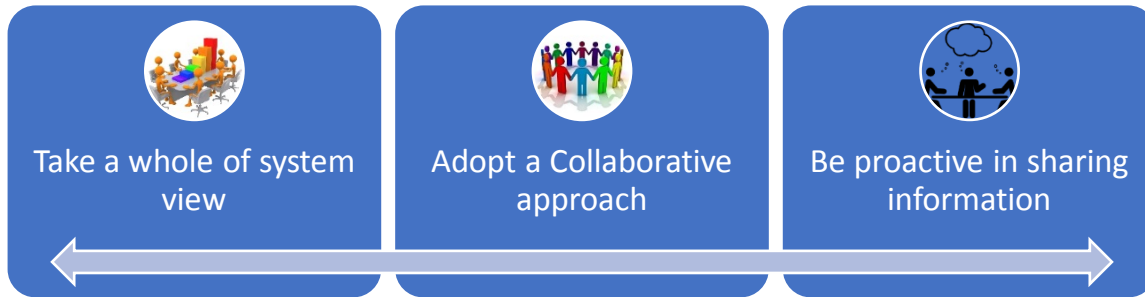 Take a whole of system
view
Adopt a Collaborative
approach
Be proactive in sharing
information